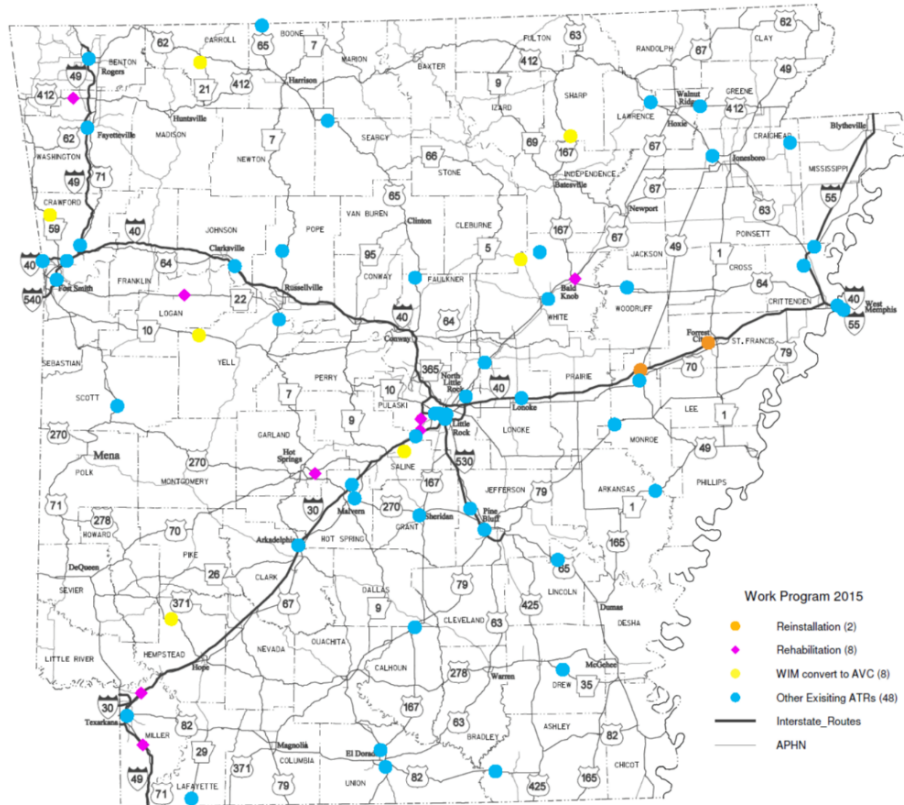 62
CARROLL
BOONE
65
7
MARION
FULTON
63
RANDOLPH
CLAY
BENTON
Rogers
49
62
412
21
Harrison
BAXTER
412
67
49
9
SHARP
IZARD
Walnut
Ridge
GREENE
412
LAWRENCE
Hoxie
Huntsville
MADISON
62
Fayetteville
WASHINGTON
SEARCY
7
NEWTON
66
STONE
69
167
INDEPENDENCE
Batesville
67
CRAIGHEAD
Jonesboro
Blytheville
MISSISSIPPI
49
71
65
67
Newport
63
55
CRAWFORD
59
40
JOHNSON
Clarksville
POPE
VAN BUREN
Clinton
CLEBURNE
5
167
67
JACKSON
49
1
POINSETT
CROSS
95
CONWAY
40
64
FRANKLIN
Fort Smith
540
22
Russellville
FAULKNER
Bald
Knob
WHITE
WOODRUFF
64
CRITTENDEN
40
West
Memphis
55
LOGAN
10
40
64
Conway
Forrest
City
ST. FRANCIS
79
SEBASTIAN
YELL
PERRY
365
North
Little
Rock
40
PRAIRIE
70
SCOTT
7
10
PULASKI
9
Little
Rock
Lonoke
LONOKE
LEE
1
MONROE
49
270
Mena
POLK
GARLAND
Hot
Springs
270
MONTGOMERY
SALINE
530
167
JEFFERSON
79
ARKANSAS
1
PHILLIPS
71
278
HOWARD
70
30
Malvern
270
GRANT
Sheridan
Pine
Bluff
PIKE
Arkadelphia
HOT SPRING
165
DeQueen
26
CLARK
SEVIER
DALLAS
79
65
LINCOLN
371
67
9
CLEVELAND
63
425
Dumas
DESHA
HEMPSTEAD
Hope
NEVADA
OUACHITA
LITTLE RIVER
CALHOUN
278
Warren
McGehee
DREW
35
30
Texarkana
82
MILLER
29
Magnolia
COLUMBIA
167
63
BRADLEY
ASHLEY
82
El Dorado
49
71
LAFAYETTE
371
79
UNION
82
425
165
CHICOT
Work Program 2015
Reinstallation (2)
Rehabilitation (8)
WIM convert to AVC (8)
Other Exisiting ATRs (48)
Interstate_Routes
APHN